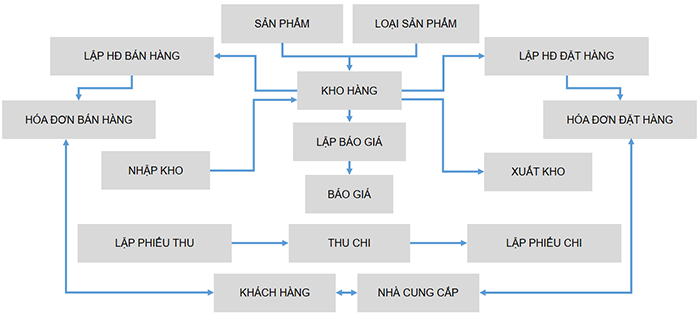 SẢN PHẨM
LOẠI SẢN PHẨM
LẬP HĐ BÁN HÀNG
LẬP HĐ ĐẶT HÀNG
KHO HÀNG
HÓA ĐƠN BÁN HÀNG
HÓA ĐƠN ĐẶT HÀNG
LẬP BÁO GIÁ
NHẬP KHO
XUẤT KHO
BÁO GIÁ
LẬP PHIẾU THU
THU CHI
LẬP PHIẾU CHI
KHÁCH HÀNG
NHÀ CUNG CẤP